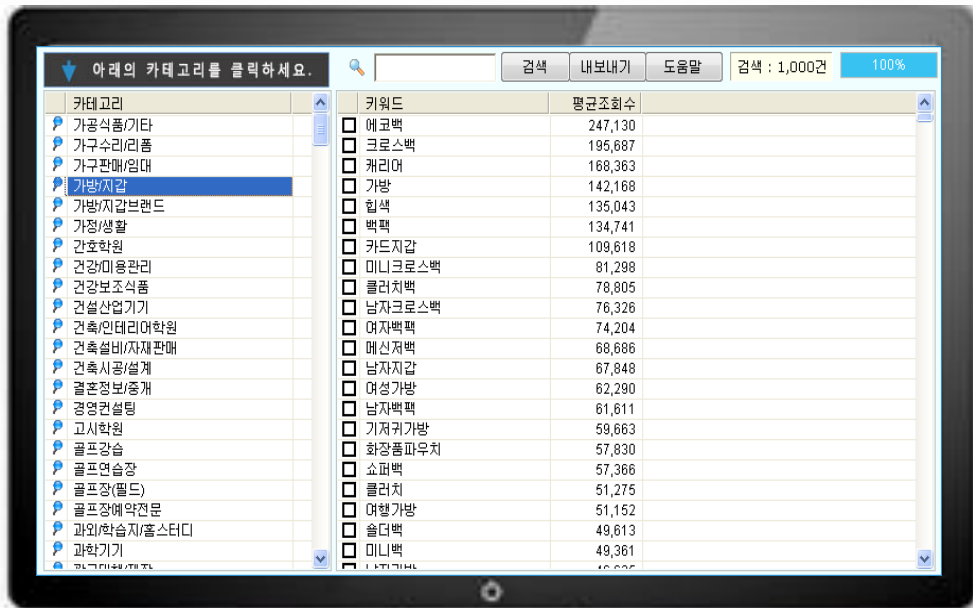 아래의 카테고리를 클릭하세요.
검색 내보내기 도움말 검색 : 1,000건 100%
카테고리 키워드 평균조회수
가공식품/기타 에코백 247,130
가구수리/리폼 크로스백 195,687
가구판매/임대 캐리어 168,363
가방/지갑 가방 142,168
가방/지갑브랜드 힙색 135,043
가정/생활 백팩 134,741
간호학원 카드지갑 109,618
건강/미용관리 미니크로스백 81,298
건강보조식품 클러치백 78,805
건설산업기기 남자크로스백 76,326
건축/인테리어학원 여자백팩 74,204
건축설비/자재판매 메신저백 68,686
건축시공/설계 남자지갑 67,848
결혼정보/중개 여성가방 62,290
경영컨설팅 남자백팩 61,611
고시학원 기저귀가방 59,663
골프강습 화장품파우치 57,830
골프연습장 쇼퍼백 57,366
골프장(필드) 클러치 51,275
골프장예약전문 여행가방 51,152
과외/학습지/홈스터디 숄더백 49,613
과학기기 미니백 49,361